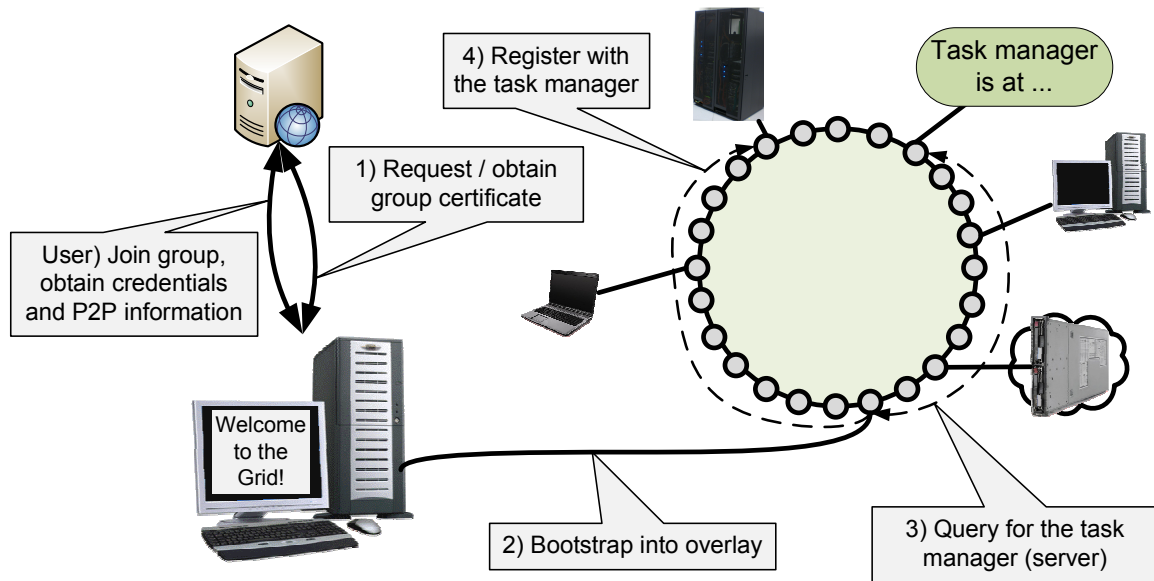 4) Register with
the task manager
Task manager
is at ...
1) Request / obtain
group certificate
User) Join group,
obtain credentials
and P2P information
Welcome
to the
Grid!
2) Bootstrap into overlay
3) Query for the task
manager (server)